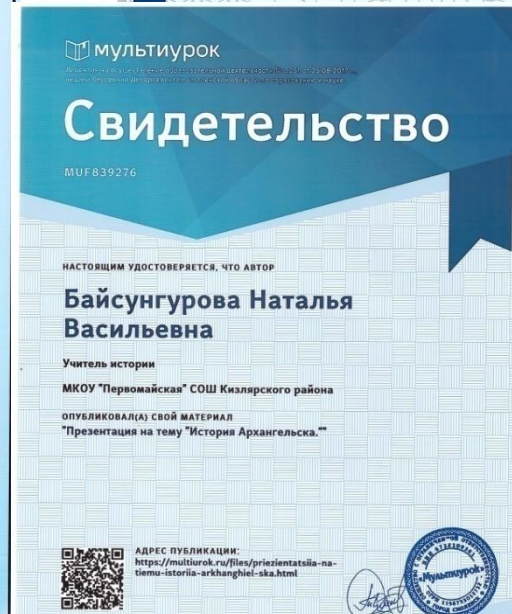 мультиурок
Свидетельство
MUF839276
НАСТОЯЩИМ УДОСТОВЕРЯЕТСЯ, ЧТО АВТОР
Байсунгурова Наталья
Васильевна
Учитель истории
МКОУ "Первомайская" СОШ Кизлярского района
ОПУБЛИКОВАЛ(А) СВОЙ МАТЕРИАЛ
"Презентация на тему "История Архангельска.""
АДРЕС ПУБЛИКАЦИИ:
https://multiurok.ru/files/priezientatsiia-na-
tiemu-istoriia-arkhanghiel-ska.html
«Мультиурок»